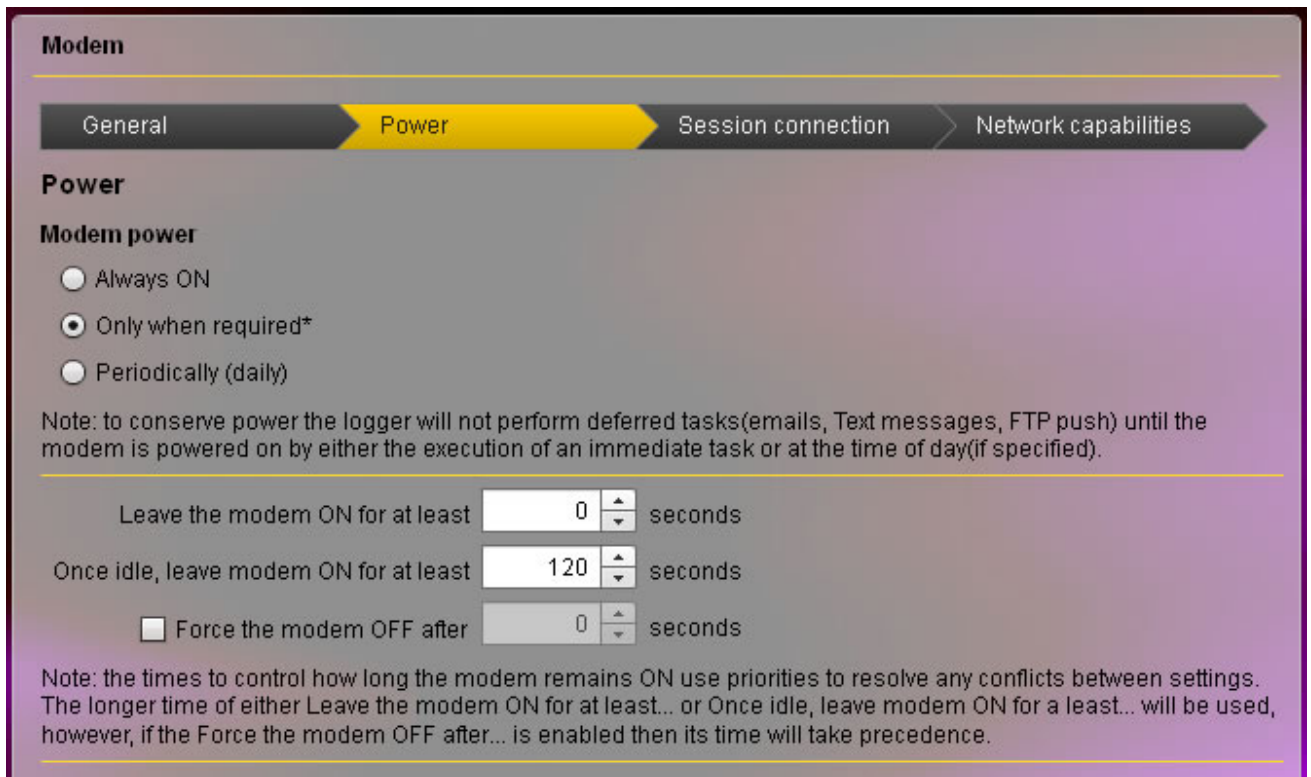 Modem
General
Power
Session connection
Network capabilities
Power
Modem power
Always ON
Only when required*
Periodically (daily)
Note: to conserve power the logger will not perform deferred tasks(emails, Text messages, FTP push) until the
modem is powered on by either the execution of an immediate task or at the time of day(if specified).
Leave the modem ON for at least 0 seconds
Once idle, leave modem ON for at least 120 seconds
Force the modem OFF after 0 seconds
Note: the times to control how long the modem remains ON use priorities to resolve any conflicts between settings.
The longer time of either Leave the modem ON for at least... or Once idle, leave modem ON for a least... will be used,
however, if the Force the modem OFF after... is enabled then its time will take precedence.